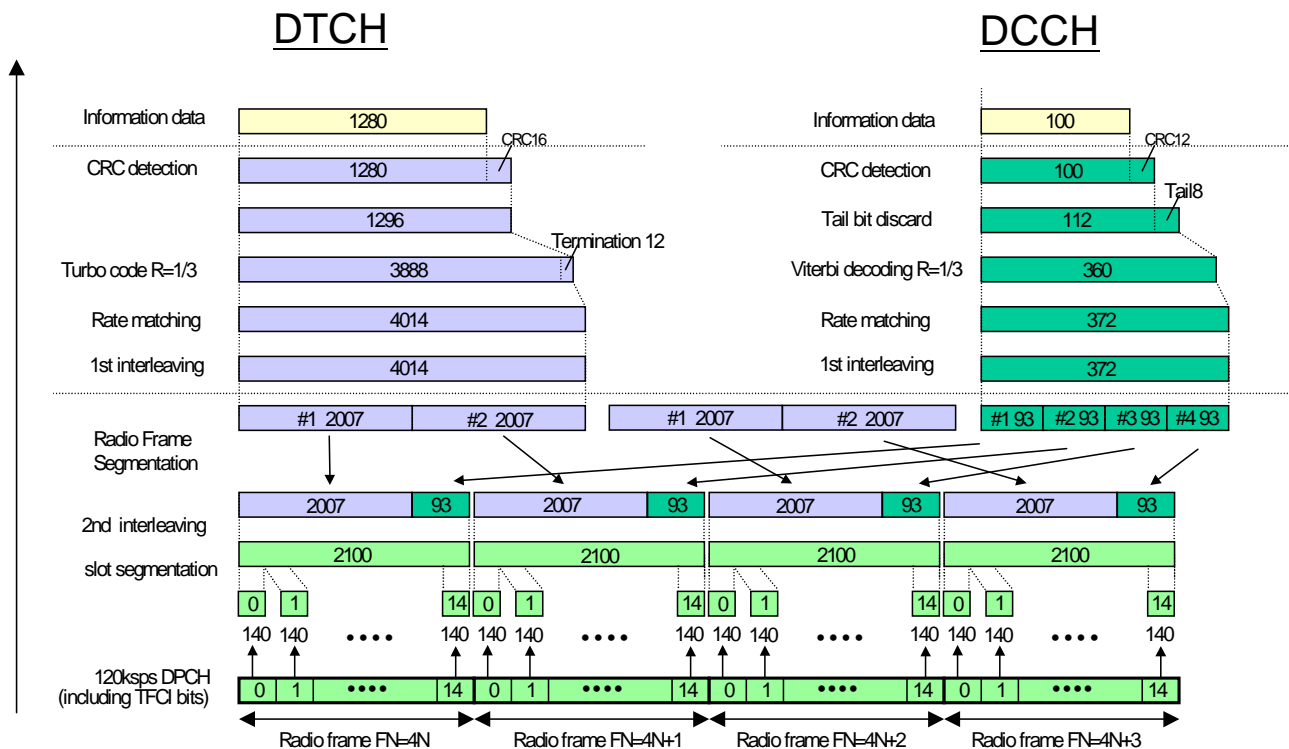 DTCH
DCCH
Information data
1280
Information data
100
CRC16
CRC12
CRC detection
1280
CRC detection
100
Tail8
1296
Tail bit discard
112
Termination 12
Turbo code R=1/3
3888
Viterbi decoding R=1/3
360
Rate matching
4014
Rate matching
372
1st interleaving
4014
1st interleaving
372
#1 2007
#2 2007
#1 2007
#2 2007
#1 93
#2 93
#3 93
#4 93
Radio Frame
Segmentation
2007
93
2007
93
2007
93
2007
93
2nd interleaving
2100
2100
2100
2100
slot segmentation
0 1 14 0 1 14 0 1 14 0 1 14
140 140 •••• 140 140 140 •••• 140 140 140 •••• 140 140 140 •••• 140
120ksps DPCH
(including TFCI bits)
0 1 •••• 14 0 1 •••• 14 0 1 •••• 14 0 1 •••• 14
Radio frame FN=4N
Radio frame FN=4N+1
Radio frame FN=4N+2
Radio frame FN=4N+3